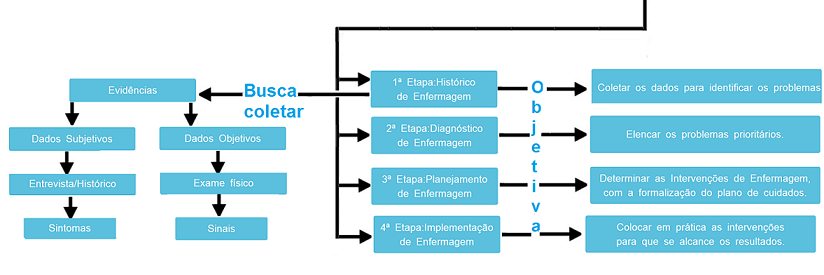 Evidências
Dados Subjetivos
Dados Objetivos
Entrevista/Histórico
Exame físico
Sintomas
Sinais
Busca
coletar
1ª Etapa:Histórico
de Enfermagem
2ª Etapa:Diagnóstico
de Enfermagem
3ª Etapa:Planejamento
de Enfermagem
4ª Etapa:Implementação
de Enfermagem
Objetiva
Coletar os dados para identificar os problemas
Elencar os problemas prioritários.
Determinar as Intervenções de Enfermagem,
com a formalização do plano de cuidados.
Colocar em prática as intervenções
para que se alcance os resultados.